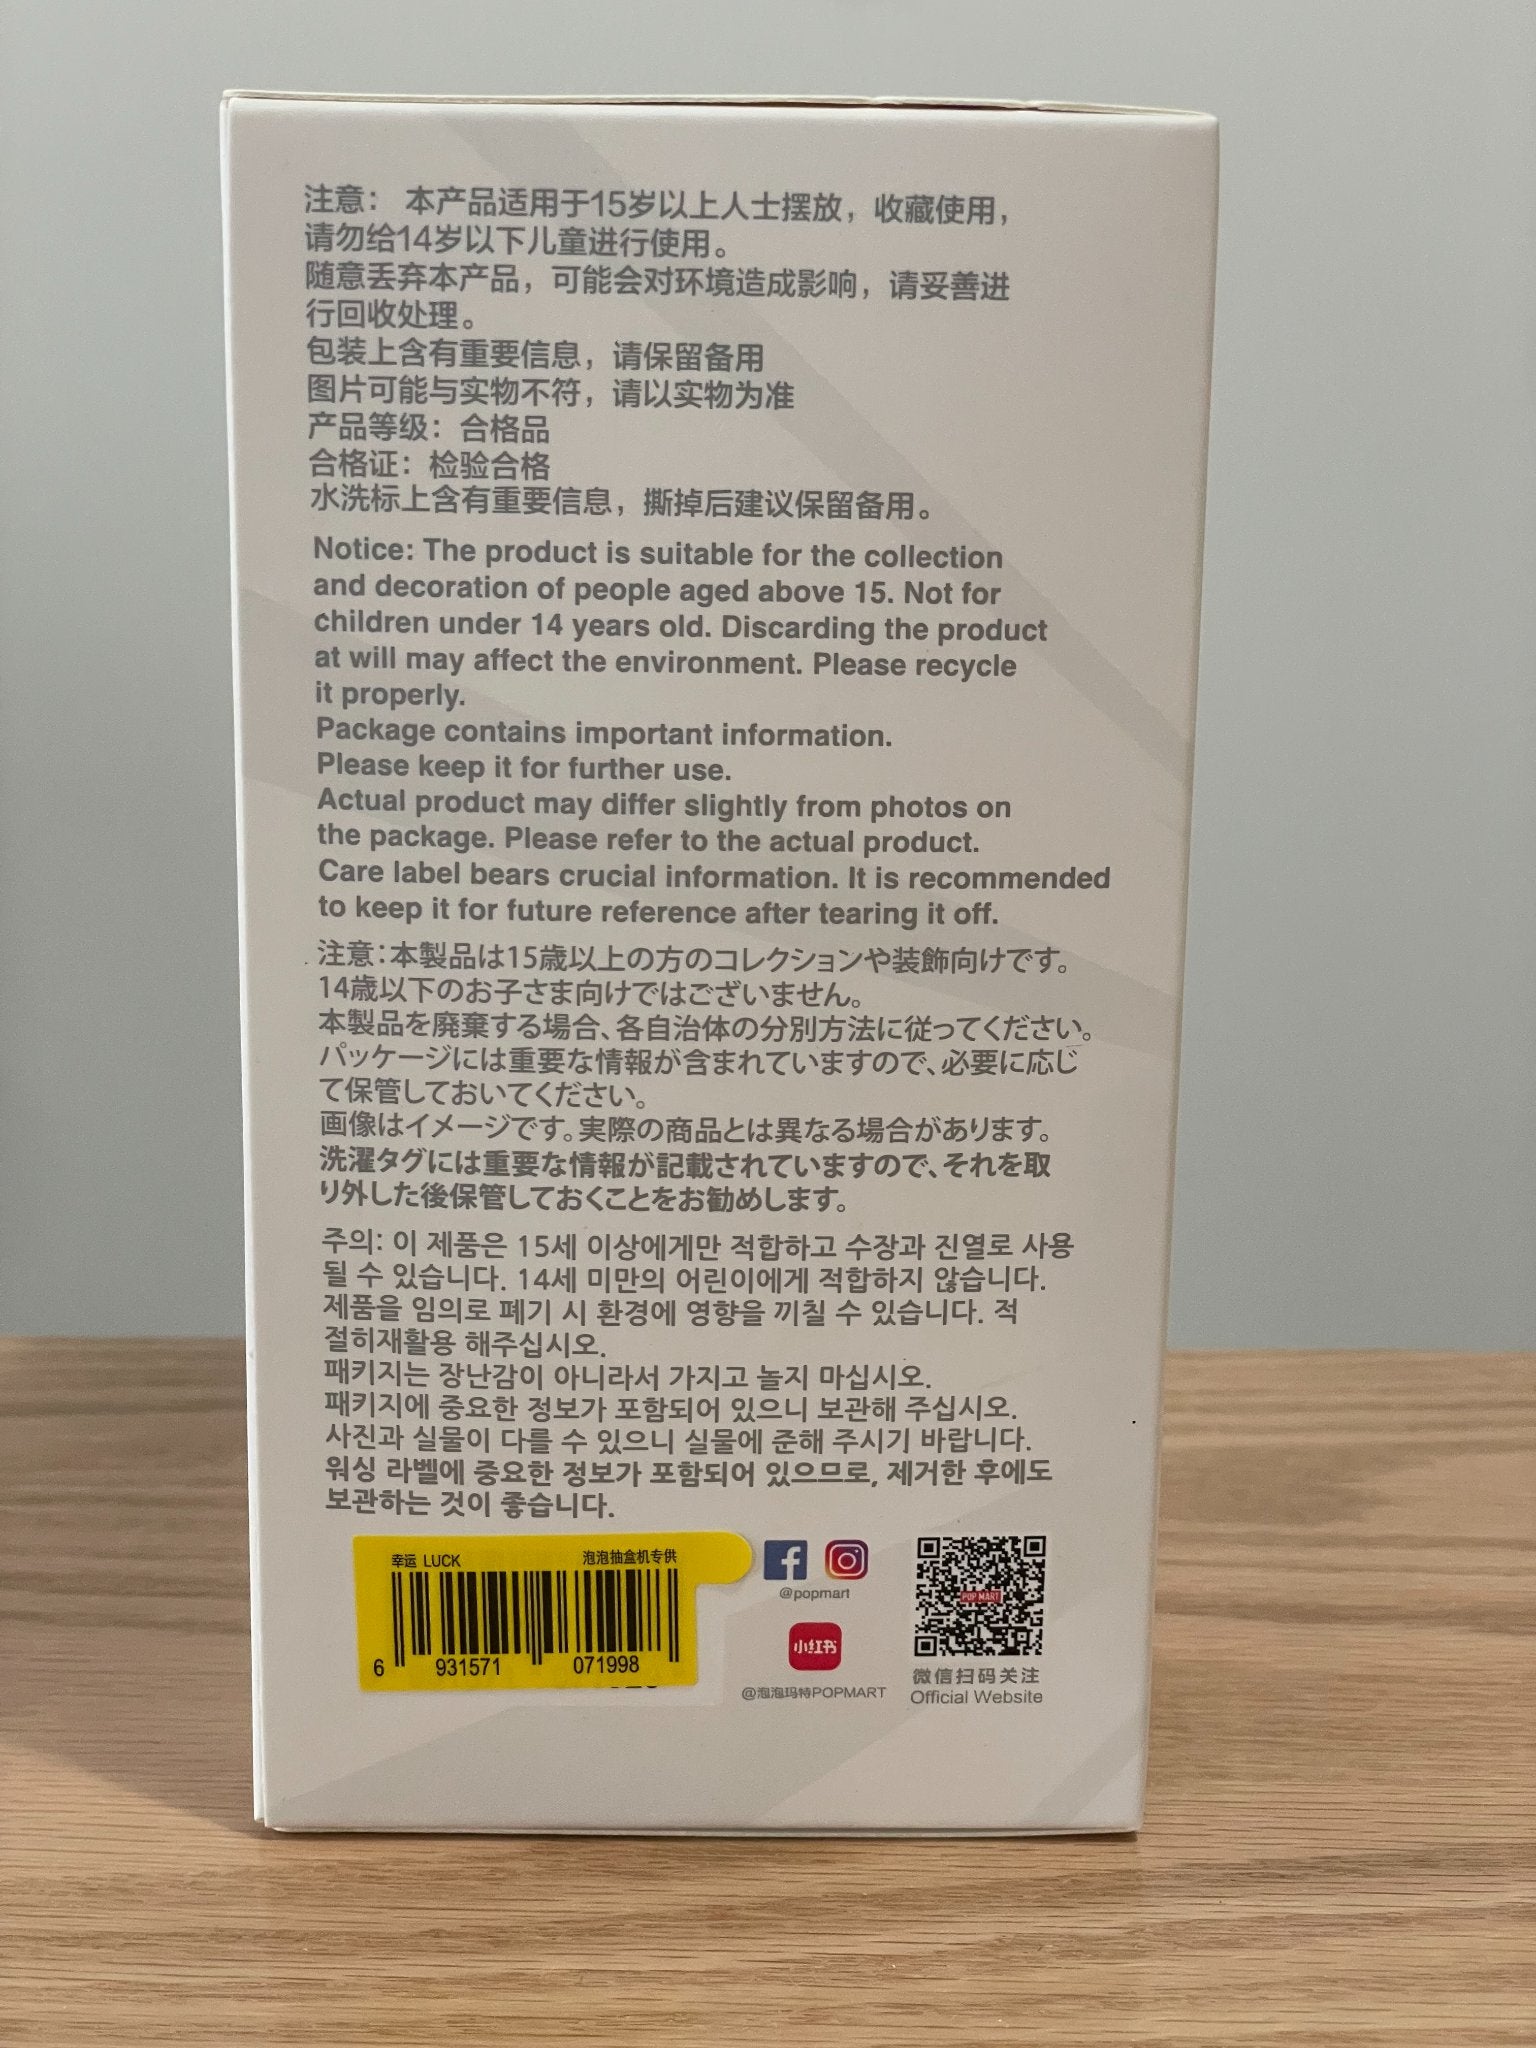 注意： 本产品适用于15岁以上人士摆放，收藏使用，
请勿给14岁以下儿童进行使用。
随意丢弃本产品，可能会对环境造成影响，请妥善进
行回收处理。
包装上含有重要信息，请保留备用
图片可能与实物不符，请以实物为准
产品等级：合格品
合格证：检验合格
水洗标上含有重要信息，撕掉后建议保留备用。
Notice: The product is suitable for the collection
and decoration of people aged above 15. Not for
children under 14 years old. Discarding the product
at will may affect the environment. Please recycle
it properly.
Package contains important information.
Please keep it for further use.
Actual product may differ slightly from photos on
the package. Please refer to the actual product.
Care label bears crucial information. It is recommended
to keep it for future reference after tearing it off.
注意：本製品は15歳以上の方のコレクションや装飾向けです。
14歳以下のお子さま向けではございません。
本製品を廃棄する場合、各自治体の分別方法に従ってください。
パッケージには重要な情報が含まれていますので、必要に応じ
て保管しておいてください。
画像はイメージです。実際の商品とは異なる場合があります。
洗濯タグには重要な情報が記載されていますので、それを取
り外した後保管しておくことをお勧めします。
주의: 이 제품은 15세 이상에게만 적합하고 수장과 진열로 사용
될 수 있습니다. 14세 미만의 어린이에게 적합하지 않습니다.
제품을 임의로 폐기 시 환경에 영향을 끼칠 수 있습니다. 적
절히재활용 해주십시오.
패키지는 장난감이 아니라서 가지고 놀지 마십시오.
패키지에 중요한 정보가 포함되어 있으니 보관해 주십시오.
사진과 실물이 다를 수 있으니 실물에 준해 주시기 바랍니다.
워싱 라벨에 중요한 정보가 포함되어 있으므로, 제거한 후에도
보관하는 것이 좋습니다.
幸运 LUCK 泡泡抽盒机专供
6 931571 071998
@popmart
小红书
@泡泡玛特POPMART
POP MART
微信扫码关注
Official Website